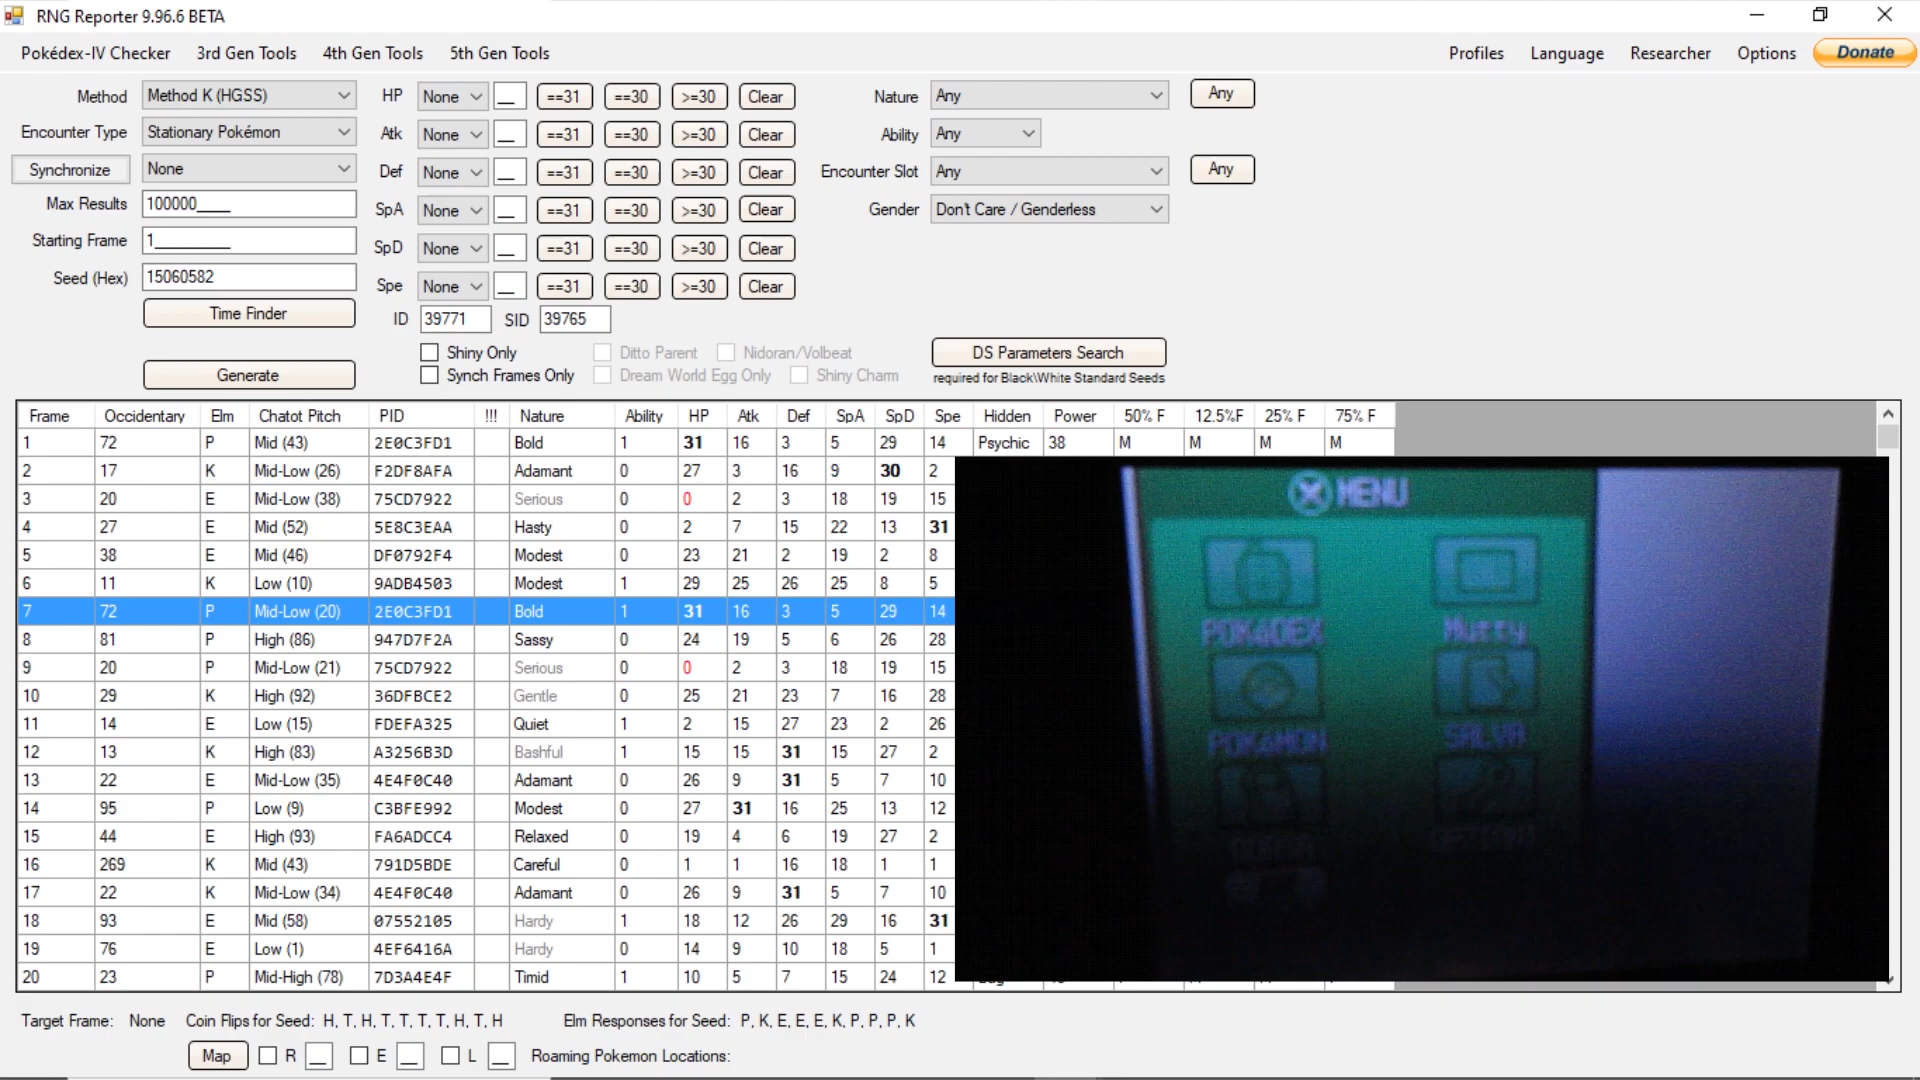 RNG Reporter 9.96.6 BETA
Pokédex-IV Checker 3rd Gen Tools 4th Gen Tools 5th Gen Tools Profiles Language Researcher Options Donate
Method Method K (HGSS) HP None __ ==31 ==30 >=30 Clear Nature Any Any
Encounter Type Stationary Pokémon Atk None __ ==31 ==30 >=30 Clear Ability Any
Synchronize None Def None __ ==31 ==30 >=30 Clear Encounter Slot Any Any
Max Results 100000____ SpA None __ ==31 ==30 >=30 Clear Gender Don't Care / Genderless
Starting Frame 1_________ SpD None __ ==31 ==30 >=30 Clear
Seed (Hex) 15060582 Spe None __ ==31 ==30 >=30 Clear
Time Finder ID 39771 SID 39765
Shiny Only Ditto Parent Nidoran/Volbeat DS Parameters Search
Generate Synch Frames Only Dream World Egg Only Shiny Charm required for Black\White Standard Seeds
Frame Occidentary Elm Chatot Pitch PID !!! Nature Ability HP Atk Def SpA SpD Spe Hidden Power 50% F 12.5%F 25% F 75% F
1 72 P Mid (43) 2E0C3FD1 Bold 1 31 16 3 5 29 14 Psychic 38 M M M M
2 17 K Mid-Low (26) F2DF8AFA Adamant 0 27 3 16 9 30 2
3 20 E Mid-Low (38) 75CD7922 Serious 0 0 2 3 18 19 15
4 27 E Mid (52) 5E8C3EAA Hasty 0 2 7 15 22 13 31
5 38 E Mid (46) DF0792F4 Modest 0 23 21 2 19 2 8
6 11 K Low (10) 9ADB4503 Modest 1 29 25 26 25 8 5
7 72 P Mid-Low (20) 2E0C3FD1 Bold 1 31 16 3 5 29 14
8 81 P High (86) 947D7F2A Sassy 0 24 19 5 6 26 28
9 20 P Mid-Low (21) 75CD7922 Serious 0 0 2 3 18 19 15
10 29 K High (92) 36DFBCE2 Gentle 0 25 21 23 7 16 28
11 14 E Low (15) FDEFA325 Quiet 1 2 15 27 23 2 26
12 13 K High (83) A3256B3D Bashful 1 15 15 31 15 27 2
13 22 E Mid-Low (35) 4E4F0C40 Adamant 0 26 9 31 5 7 10
14 95 P Low (9) C3BFE992 Modest 0 27 31 16 25 13 12
15 44 E High (93) FA6ADCC4 Relaxed 0 19 4 6 19 27 2
16 269 K Mid (43) 791D5BDE Careful 0 1 1 16 18 1 1
17 22 K Mid-Low (34) 4E4F0C40 Adamant 0 26 9 31 5 7 10
18 93 E Mid (58) 07552105 Hardy 1 18 12 26 29 16 31
19 76 E Low (1) 4EF6416A Hardy 0 14 9 10 18 5 1
20 23 P Mid-High (78) 7D3A4E4F Timid 1 10 5 7 15 24 12
MENU
POKéDEX Mutty
POKéMON SALVA
BORSA OPZIONI
Target Frame: None Coin Flips for Seed: H, T, H, T, T, T, T, H, T, H Elm Responses for Seed: P, K, E, E, E, K, P, P, P, K
Map R __ E __ L __ Roaming Pokemon Locations: